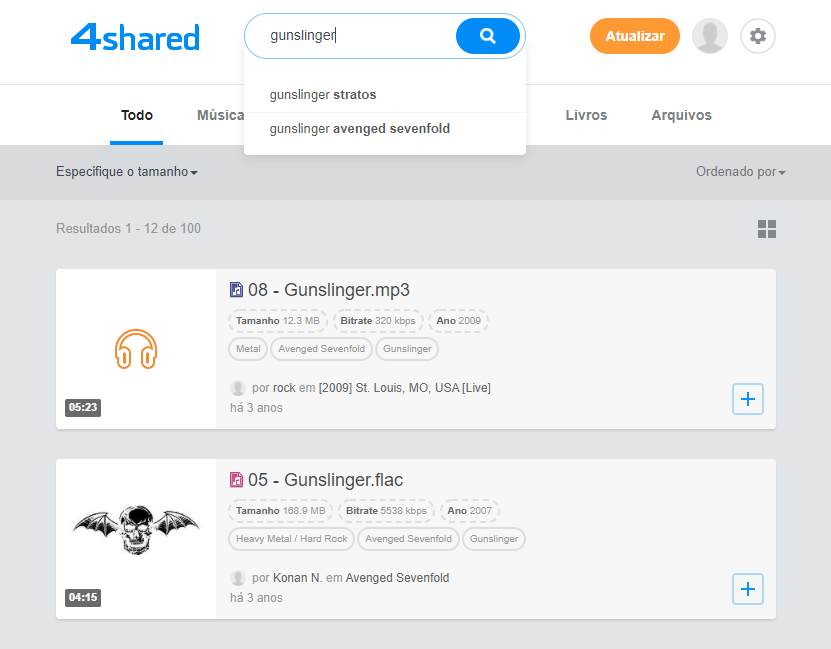 4shared
gunslinger
Atualizar
gunslinger stratos
gunslinger avenged sevenfold
Todo
Música
Livros
Arquivos
Especifique o tamanho
Ordenado por
Resultados 1 - 12 de 100
08 - Gunslinger.mp3
Tamanho 12.3 MB
Bitrate 320 kbps
Ano 2009
Metal
Avenged Sevenfold
Gunslinger
05:23
por rock em [2009] St. Louis, MO, USA [Live]
há 3 anos
05 - Gunslinger.flac
Tamanho 168.9 MB
Bitrate 5538 kbps
Ano 2007
Heavy Metal / Hard Rock
Avenged Sevenfold
Gunslinger
04:15
por Konan N. em Avenged Sevenfold
há 3 anos